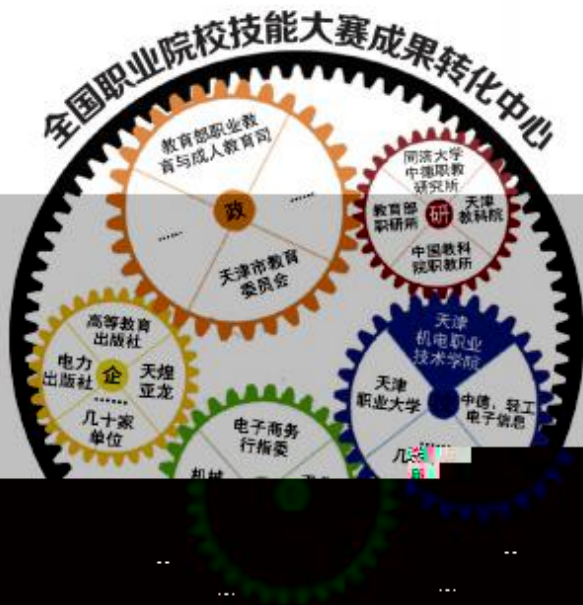 全国职业院校技能大赛成果转化中心
教育部职业教
育与成人教育司
……
……
天津市教育
委员会
政
同济大学
中德职教
研究所
教育部
职研所
研
天津
教科院
中国教科
院职教所
高等教育
出版社
电力
出版社
企
天煌
亚龙
……
几十家
单位
天津
机电职业
技术学院
天津
职业大学
中德、轻工
电子信息
……
电子商务
行指委
机械